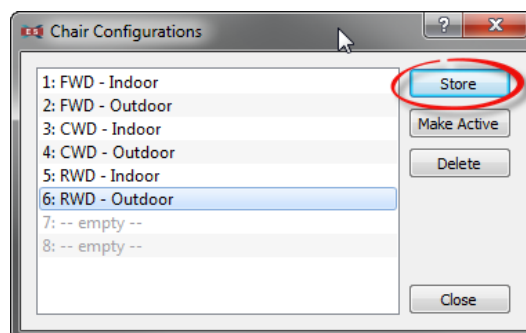 Chair Configurations
?
X
1: FWD - Indoor
2: FWD - Outdoor
3: CWD - Indoor
4: CWD - Outdoor
5: RWD - Indoor
6: RWD - Outdoor
7: -- empty --
8: -- empty --
Store
Make Active
Delete
Close